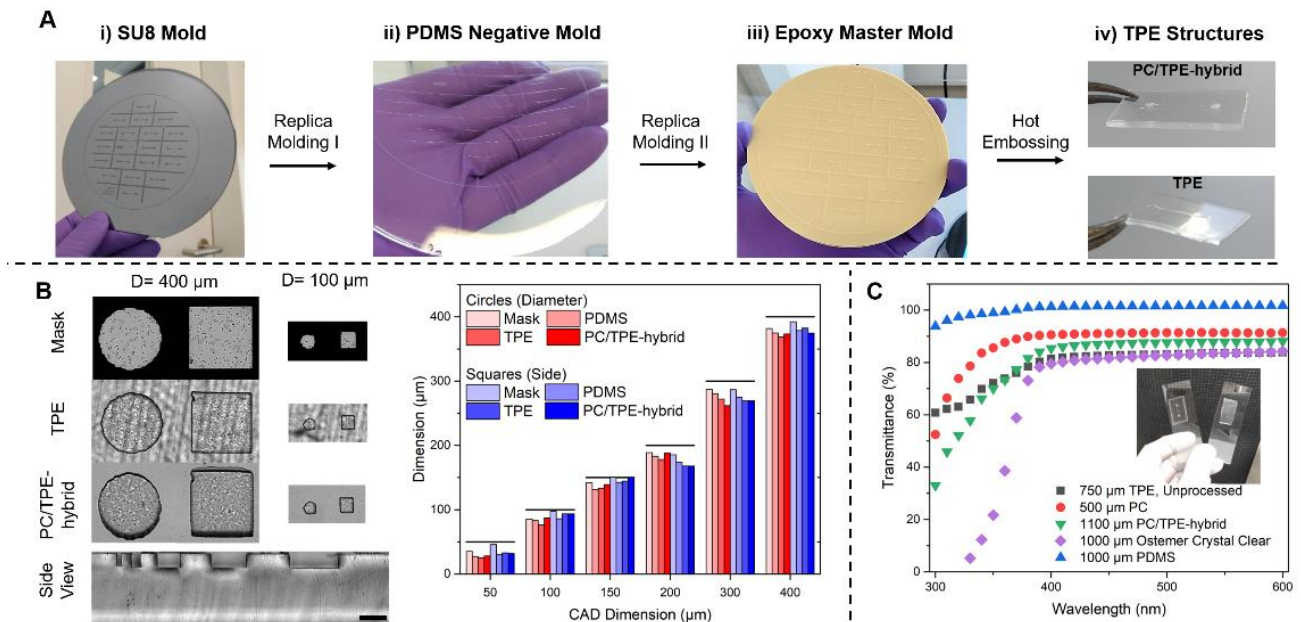 A
i) SU8 Mold
ii) PDMS Negative Mold
iii) Epoxy Master Mold
iv) TPE Structures
Replica
Molding I
Replica
Molding II
Hot
Embossing
PC/TPE-hybrid
TPE
B
D= 400 µm
D= 100 µm
Mask
TPE
PC/TPE-
hybrid
Side
View
Dimension (µm)
400
300
200
100
0
Circles (Diameter)
Mask
PDMS
TPE
PC/TPE-hybrid
Squares (Side)
Mask
PDMS
TPE
PC/TPE-hybrid
50
100
150
200
300
400
CAD Dimension (µm)
C
Transmittance (%)
100
80
60
40
20
0
750 µm TPE, Unprocessed
500 µm PC
1100 µm PC/TPE-hybrid
1000 µm Ostemer Crystal Clear
1000 µm PDMS
300
350
400
450
500
550
600
Wavelength (nm)